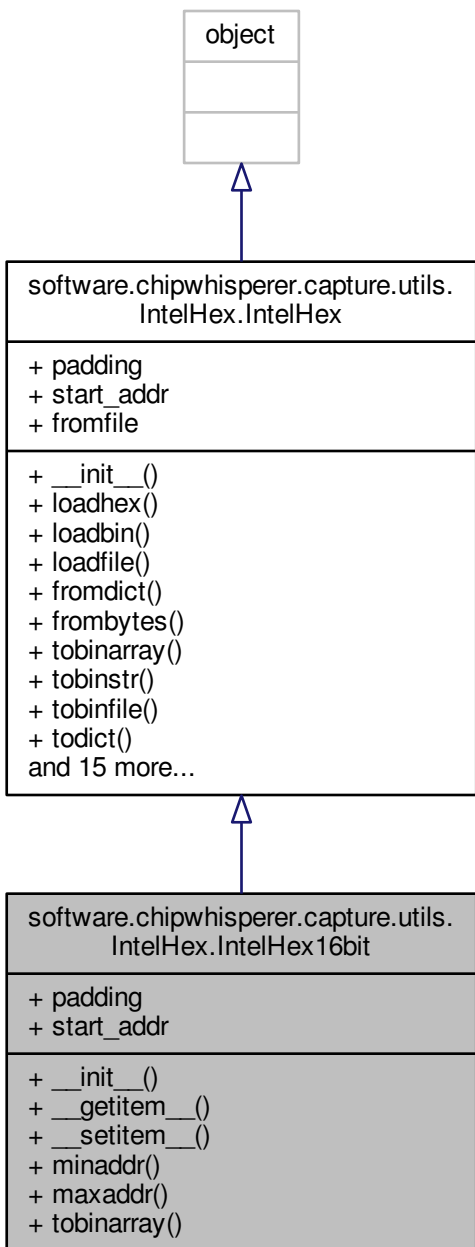 object
software.chipwhisperer.capture.utils.
IntelHex.IntelHex
+ padding
+ start_addr
+ fromfile
+ __init__()
+ loadhex()
+ loadbin()
+ loadfile()
+ fromdict()
+ frombytes()
+ tobinarray()
+ tobinstr()
+ tobinfile()
+ todict()
and 15 more...
software.chipwhisperer.capture.utils.
IntelHex.IntelHex16bit
+ padding
+ start_addr
+ __init__()
+ __getitem__()
+ __setitem__()
+ minaddr()
+ maxaddr()
+ tobinarray()